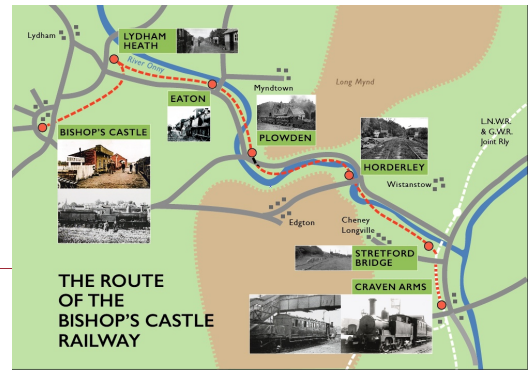 Lydham
LYDHAM
HEATH
River Onny
EATON
Myndtown
Long Mynd
PLOWDEN
BISHOP'S CASTLE
L.N.W.R.
& G.W.R.
Joint Rly
HORDERLEY
Wistanstow
Edgton
Cheney
Longville
STRETFORD
BRIDGE
CRAVEN ARMS
THE ROUTE
OF THE
BISHOP'S CASTLE
RAILWAY